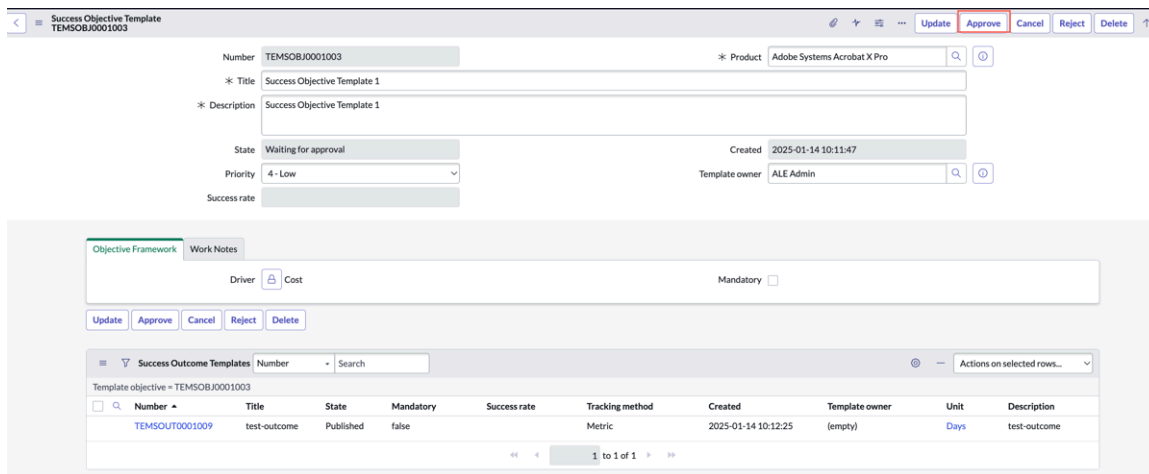 Success Objective Template
TEMSOBJ0001003
Update Approve Cancel Reject Delete
Number TEMSOBJ0001003 * Product Adobe Systems Acrobat X Pro
* Title Success Objective Template 1
* Description Success Objective Template 1
State Waiting for approval Created 2025-01-14 10:11:47
Priority 4 - Low Template owner ALE Admin
Success rate
Objective Framework Work Notes
Driver Cost Mandatory
Update Approve Cancel Reject Delete
Success Outcome Templates Number Search Actions on selected rows...
Template objective = TEMSOBJ0001003
Number Title State Mandatory Success rate Tracking method Created Template owner Unit Description
TEMSOUT0001009 test-outcome Published false Metric 2025-01-14 10:12:25 (empty) Days test-outcome
1 to 1 of 1